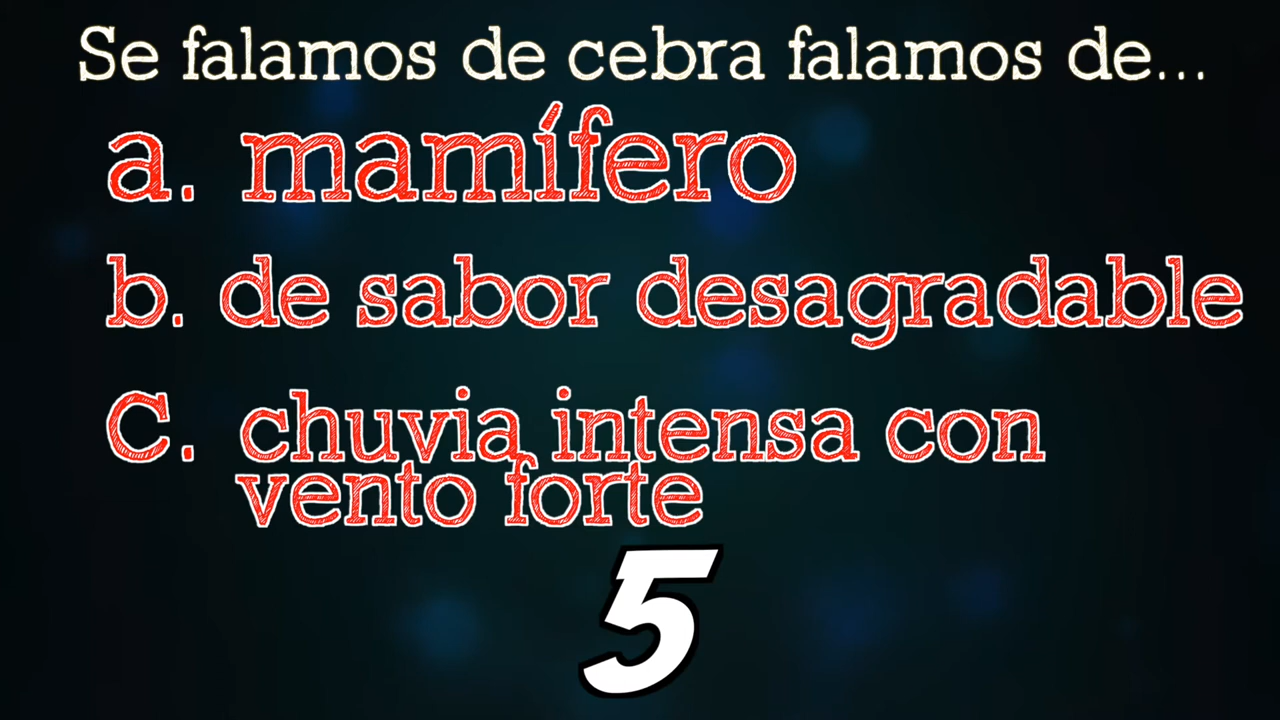 Se falamos de cebra falamos de...
a. mamífero
b. de sabor desagradable
C. chuvia intensa con
vento forte
5